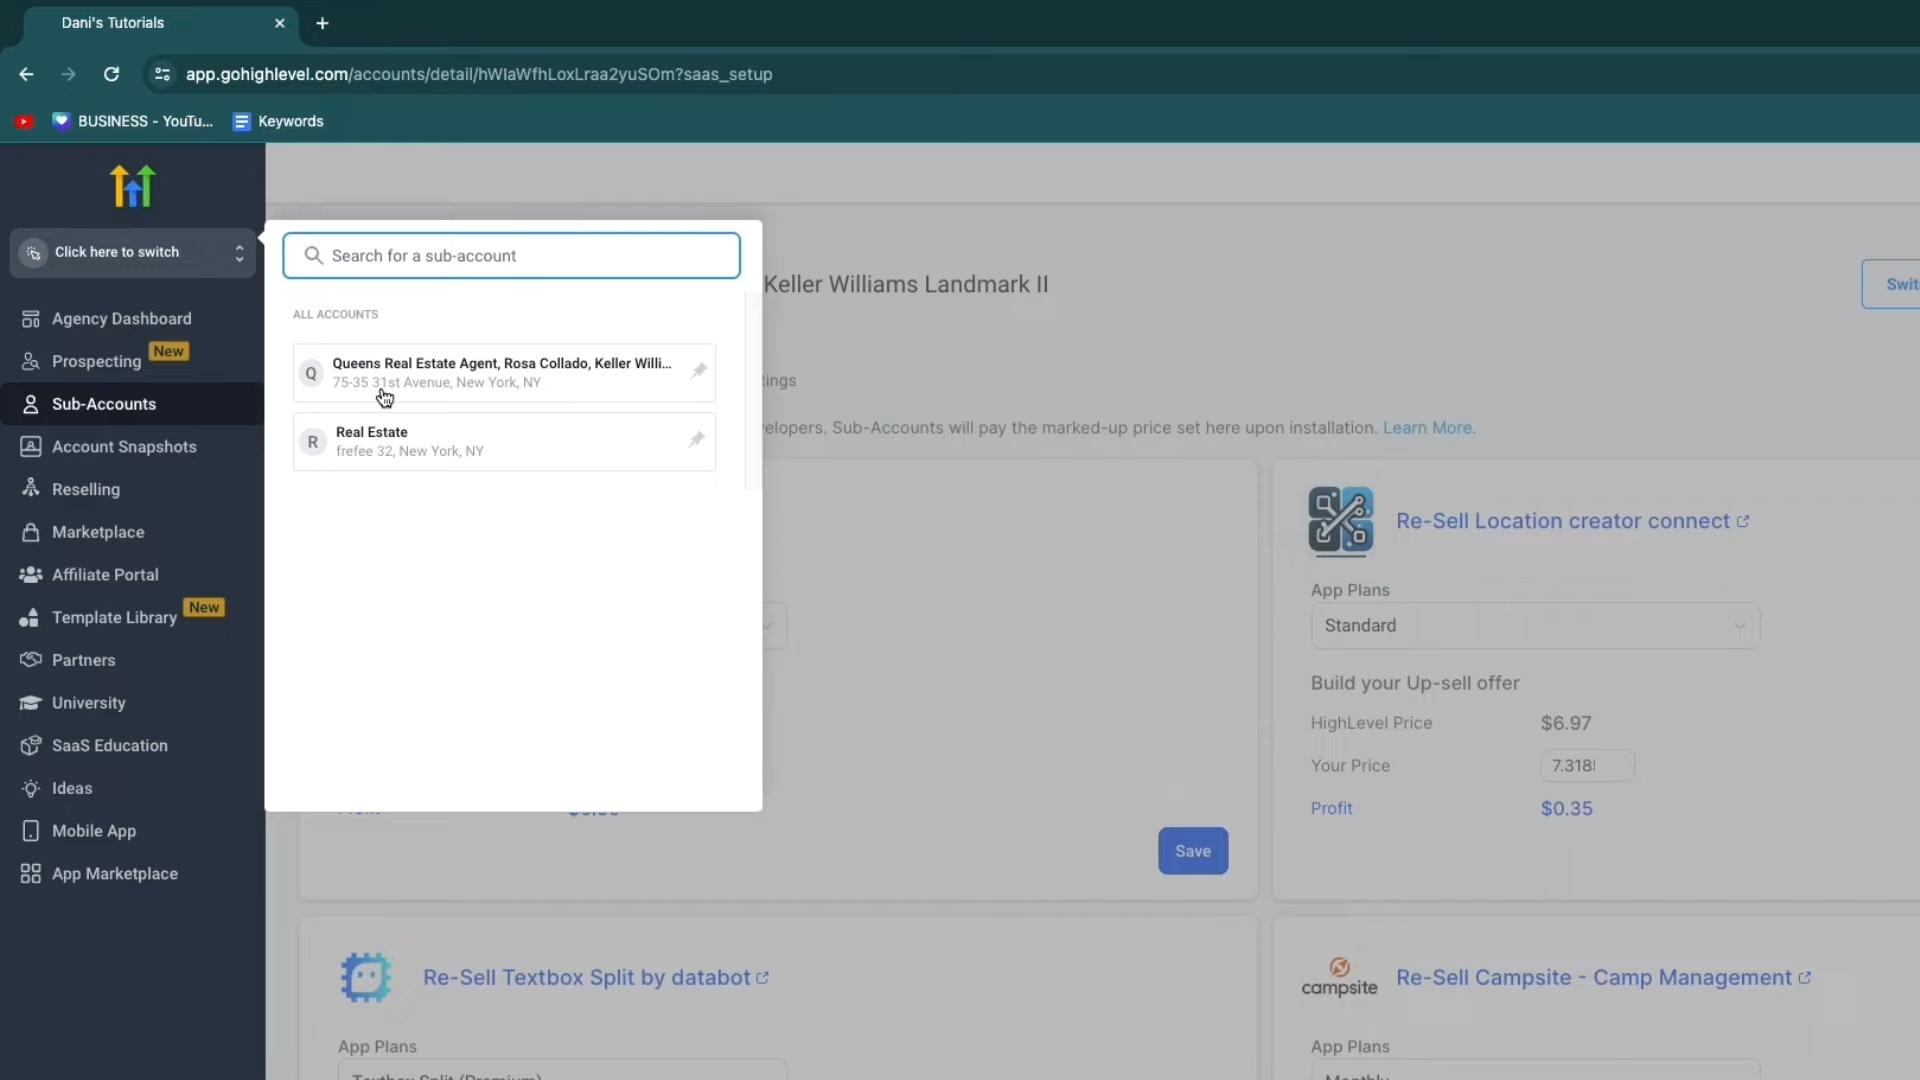 Dani's Tutorials
app.gohighlevel.com/accounts/detail/hWIaWfhLoxLraa2yuSOm?saas_setup
BUSINESS - YouTu...
Keywords
Click here to switch
Agency Dashboard
Prospecting New
Sub-Accounts
Account Snapshots
Reselling
Marketplace
Affiliate Portal
Template Library New
Partners
University
SaaS Education
Ideas
Mobile App
App Marketplace
Search for a sub-account
ALL ACCOUNTS
Q
Queens Real Estate Agent, Rosa Collado, Keller Willi...
75-35 31st Avenue, New York, NY
R
Real Estate
frefee 32, New York, NY
Keller Williams Landmark II
Swit
tings
velopers. Sub-Accounts will pay the marked-up price set here upon installation. Learn More.
Save
Re-Sell Location creator connect
App Plans
Standard
Build your Up-sell offer
HighLevel Price $6.97
Your Price 7.318
Profit $0.35
Re-Sell Textbox Split by databot
App Plans
Textbox Split (Premium)
campsite
Re-Sell Campsite - Camp Management
App Plans
Monthly